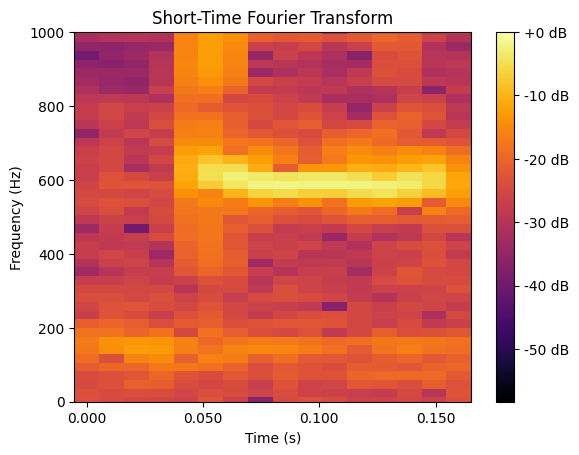 Short-Time Fourier Transform
1000
800
600
400
200
0
Frequency (Hz)
0.000
0.050
0.100
0.150
Time (s)
+0 dB
-10 dB
-20 dB
-30 dB
-40 dB
-50 dB